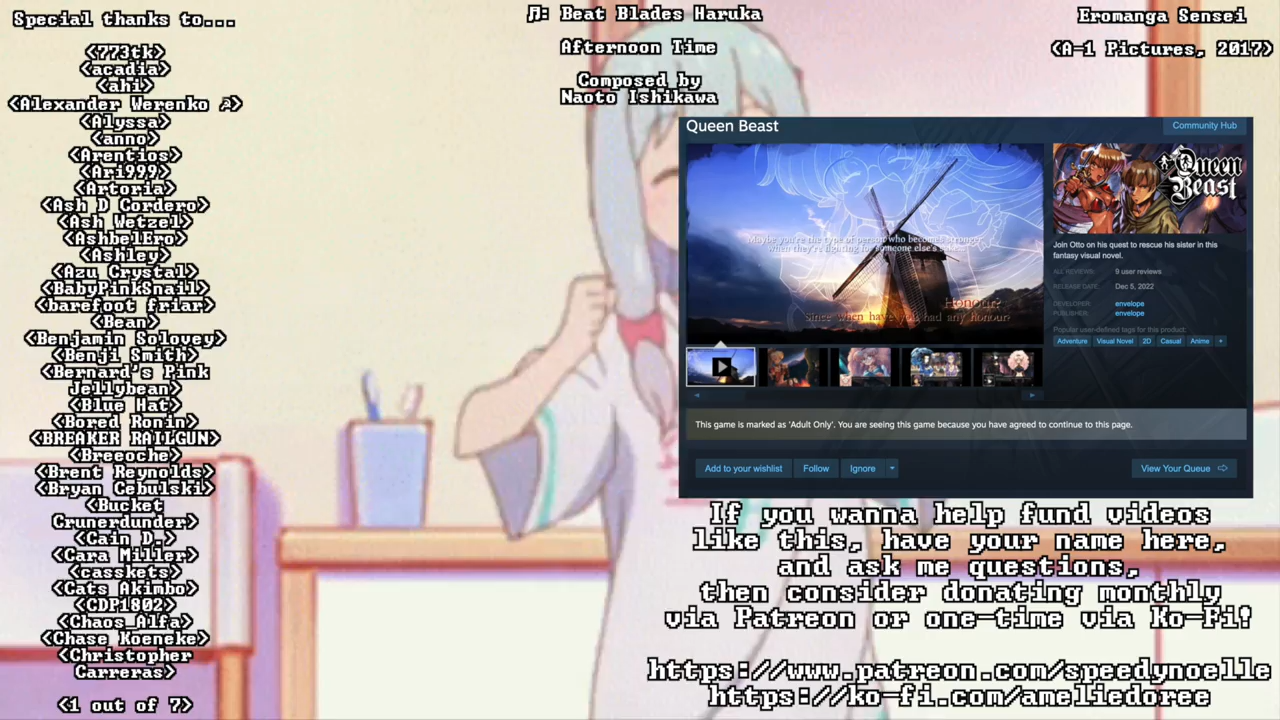 Special thanks to...
<773tk>
<acadia>
<ahi>
<Alexander Werenko ☭>
<Alyssa>
<anno>
<Arentios>
<Ari999>
<Artoria>
<Ash D Cordero>
<Ash Wetzel>
<AshbelEro>
<Ashley>
<Azu Crystal>
<BabyPinkSnail>
<barefoot friar>
<Bean>
<Benjamin Solovey>
<Benji Smith>
<Bernard's Pink
Jellybean>
<Blue Hat>
<Bored Ronin>
<BREAKER RAILGUN>
<Breeoche>
<Brent Reynolds>
<Bryan Cebulski>
<Bucket
Crunerdunder>
<Cain D.>
<Cara Miller>
<casskets>
<Cats Akimbo>
<CDP1802>
<Chaos_Alfa>
<Chase Koeneke>
<Christopher
Carreras>
<1 out of 7>
♫: Beat Blades Haruka
Afternoon Time
Composed by
Naoto Ishikawa
Eromanga Sensei
<A-1 Pictures, 2017>
Queen Beast
Community Hub
Maybe you're the type of person who becomes stronger
when they're fighting for someone else's sake.
Honour?
Since when have you had any honour?
Queen
Beast
Join Otto on his quest to rescue his sister in this
fantasy visual novel.
ALL REVIEWS: 9 user reviews
RELEASE DATE: Dec 5, 2022
DEVELOPER: envelope
PUBLISHER: envelope
Popular user-defined tags for this product:
Adventure Visual Novel 2D Casual Anime +
This game is marked as 'Adult Only'. You are seeing this game because you have agreed to continue to this page.
Add to your wishlist Follow Ignore View Your Queue
If you wanna help fund videos
like this, have your name here,
and ask me questions,
then consider donating monthly
via Patreon or one-time via Ko-Fi!
https://www.patreon.com/speedynoelle
https://ko-fi.com/ameliedoree